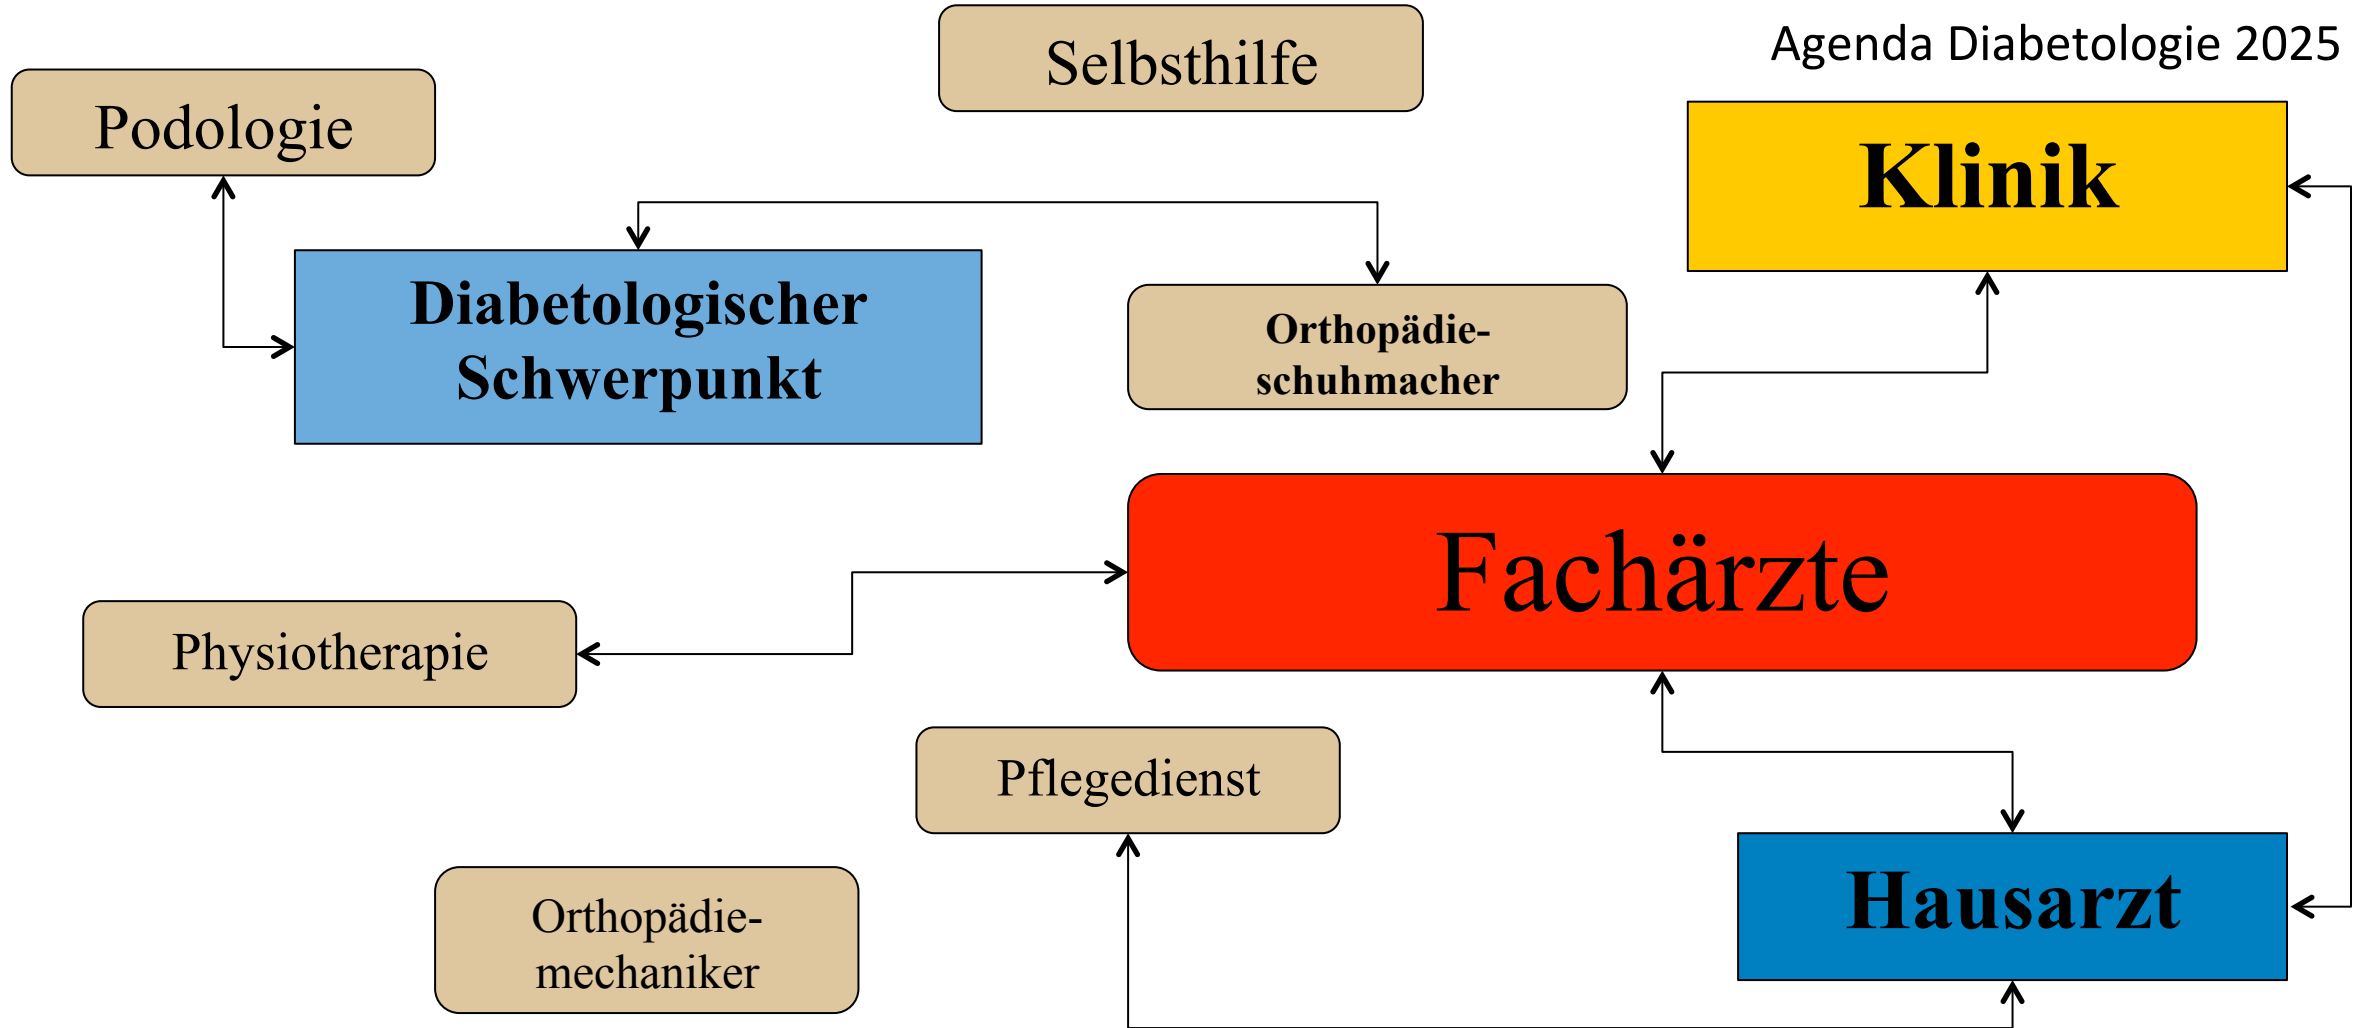 Selbsthilfe
Agenda Diabetologie 2025
Podologie
Klinik
Diabetologischer
Schwerpunkt
Orthopädie-
schuhmacher
Fachärzte
Physiotherapie
Pflegedienst
Hausarzt
Orthopädie-
mechaniker